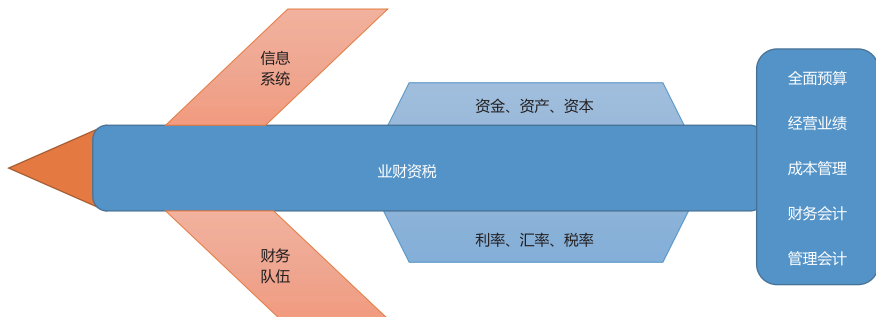 信息
系统
资金、资产、资本
业财资税
利率、汇率、税率
财务
队伍
全面预算
经营业绩
成本管理
财务会计
管理会计